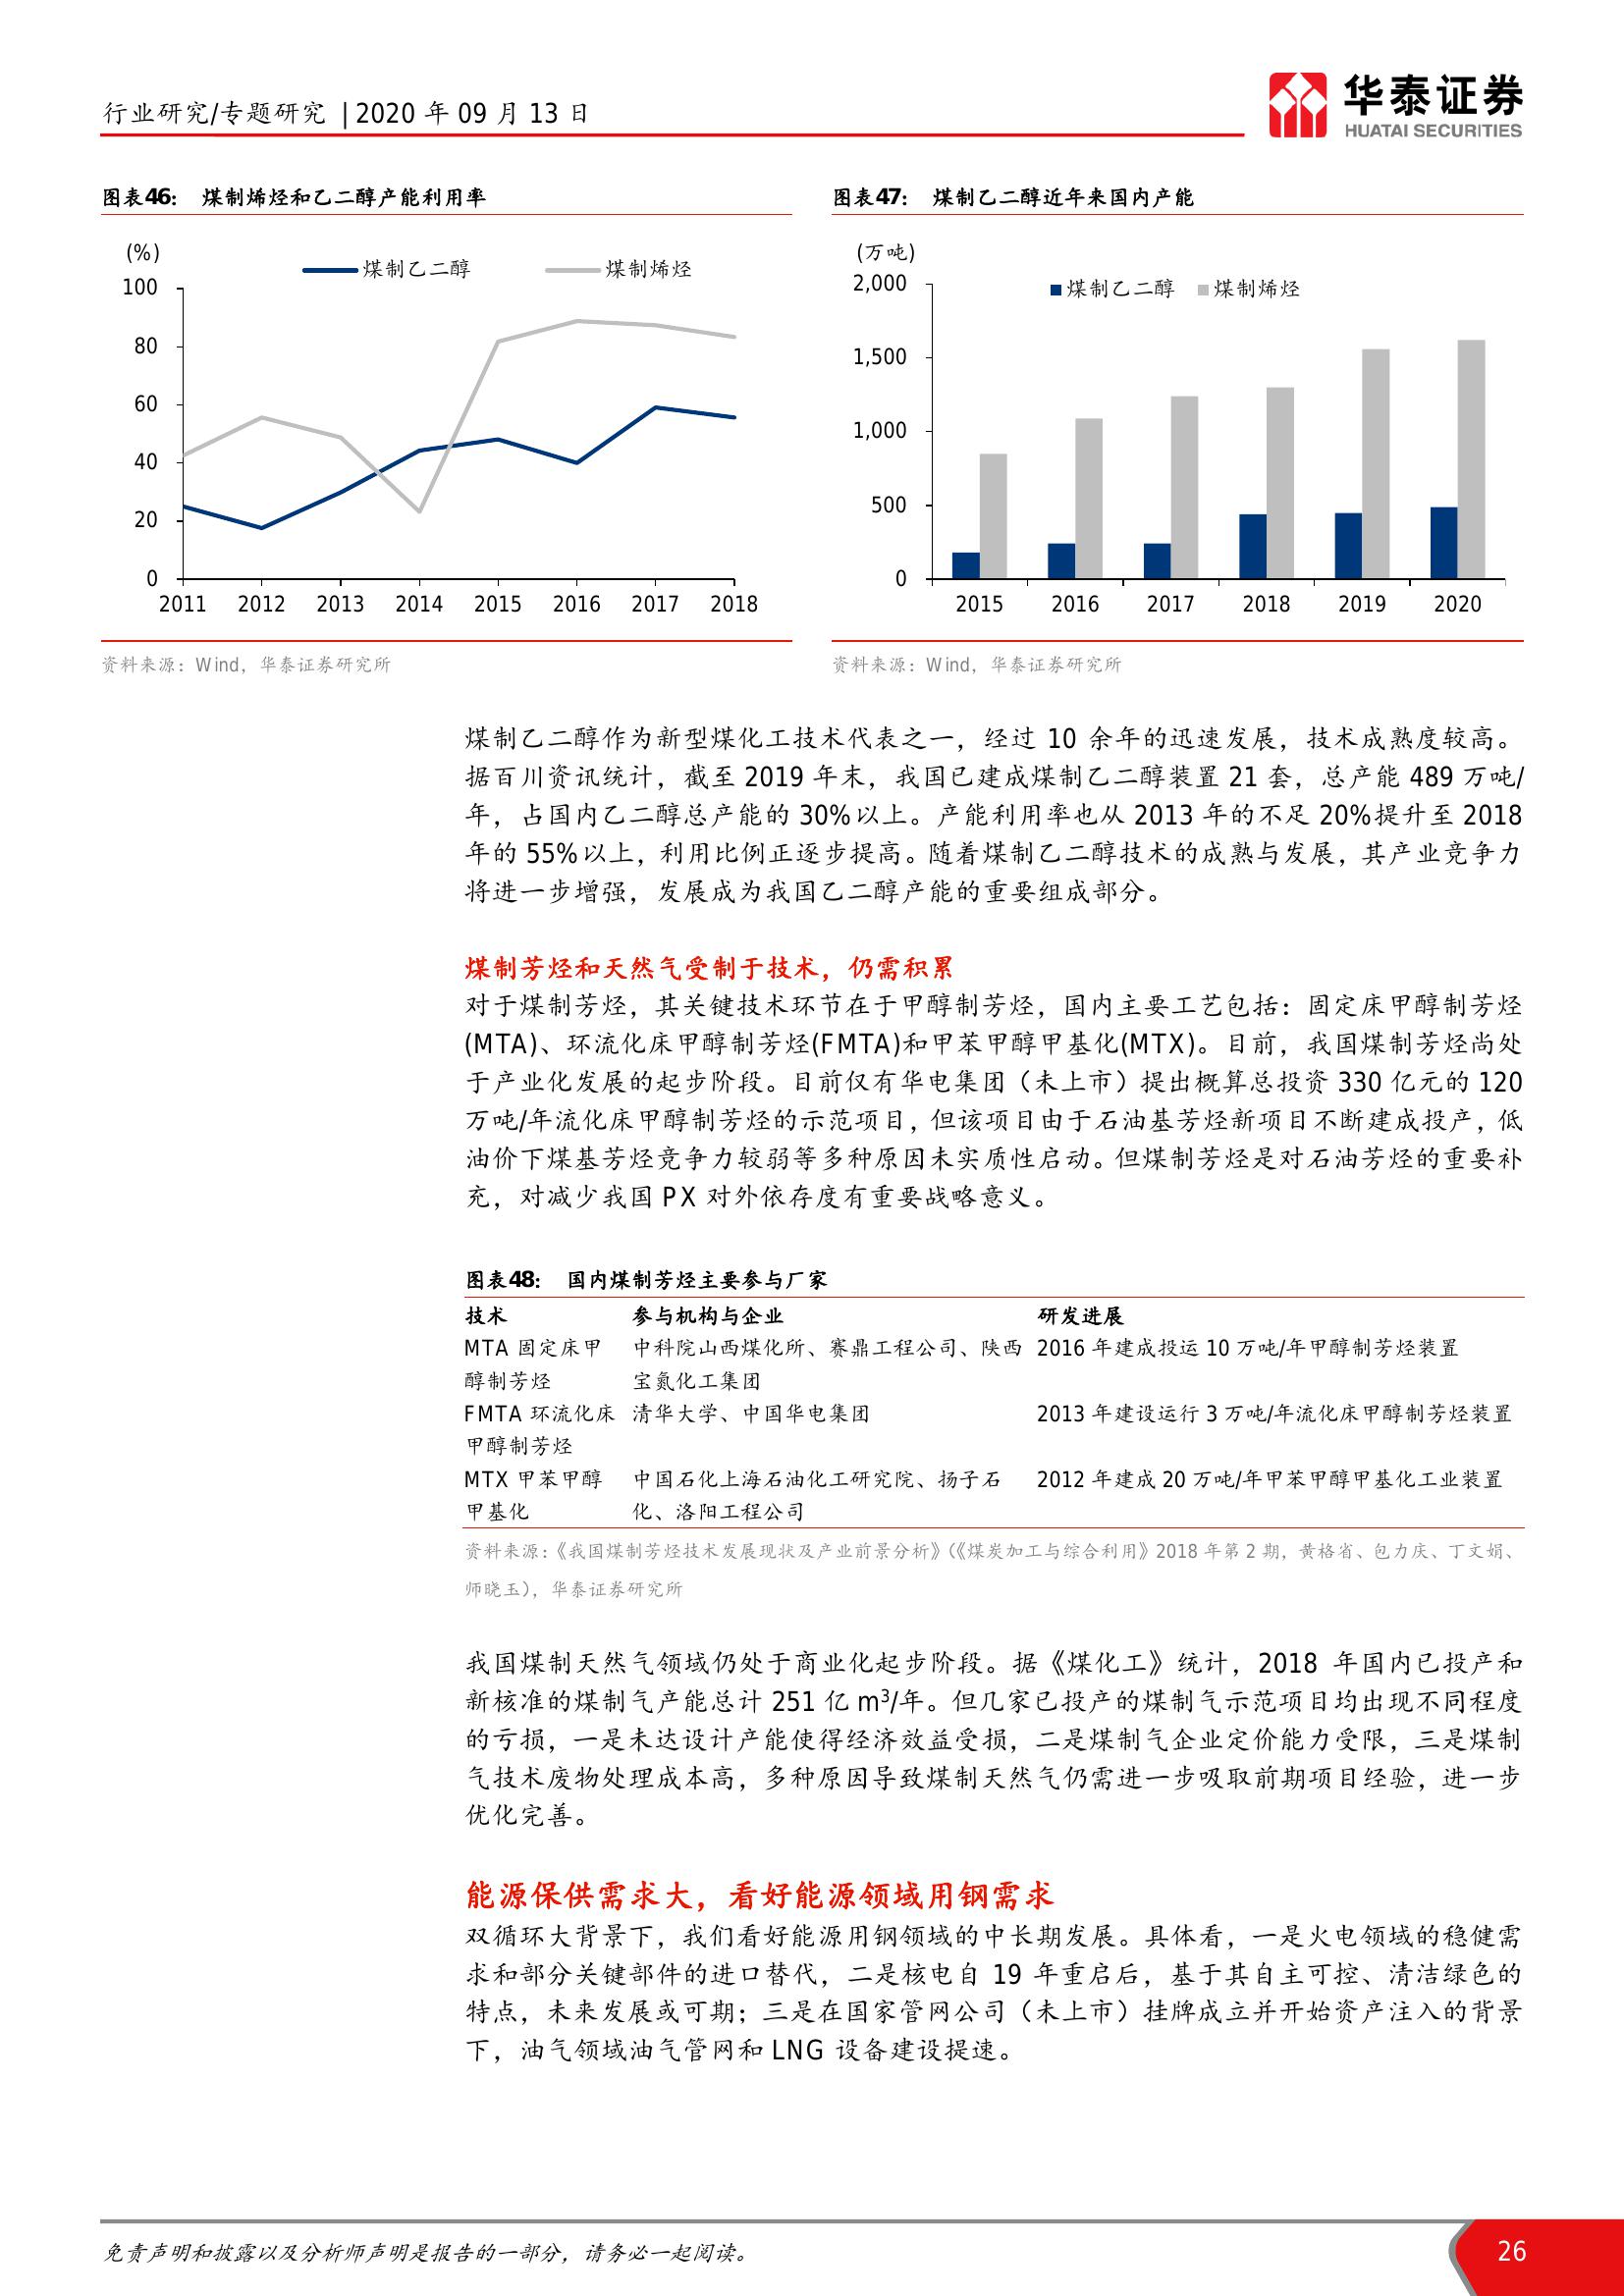 行业研究/专题研究 | 2020 年 09 月 13 日
华泰证券
HUATAI SECURITIES
图表46： 煤制烯烃和乙二醇产能利用率
(%)
煤制乙二醇 煤制烯烃
100
80
60
40
20
0
2011 2012 2013 2014 2015 2016 2017 2018
资料来源：Wind，华泰证券研究所
图表47： 煤制乙二醇近年来国内产能
(万吨)
煤制乙二醇 煤制烯烃
2,000
1,500
1,000
500
0
2015 2016 2017 2018 2019 2020
资料来源：Wind，华泰证券研究所
煤制乙二醇作为新型煤化工技术代表之一，经过 10 余年的迅速发展，技术成熟度较高。
据百川资讯统计，截至 2019 年末，我国已建成煤制乙二醇装置 21 套，总产能 489 万吨/
年，占国内乙二醇总产能的 30%以上。产能利用率也从 2013 年的不足 20%提升至 2018
年的 55%以上，利用比例正逐步提高。随着煤制乙二醇技术的成熟与发展，其产业竞争力
将进一步增强，发展成为我国乙二醇产能的重要组成部分。
煤制芳烃和天然气受制于技术，仍需积累
对于煤制芳烃，其关键技术环节在于甲醇制芳烃，国内主要工艺包括：固定床甲醇制芳烃
(MTA)、环流化床甲醇制芳烃(FMTA)和甲苯甲醇甲基化(MTX)。目前，我国煤制芳烃尚处
于产业化发展的起步阶段。目前仅有华电集团（未上市）提出概算总投资 330 亿元的 120
万吨/年流化床甲醇制芳烃的示范项目，但该项目由于石油基芳烃新项目不断建成投产，低
油价下煤基芳烃竞争力较弱等多种原因未实质性启动。但煤制芳烃是对石油芳烃的重要补
充，对减少我国 PX 对外依存度有重要战略意义。
图表48： 国内煤制芳烃主要参与厂家
技术 参与机构与企业 研发进展
MTA 固定床甲 中科院山西煤化所、赛鼎工程公司、陕西 2016 年建成投运 10 万吨/年甲醇制芳烃装置
醇制芳烃 宝氮化工集团
FMTA 环流化床 清华大学、中国华电集团 2013 年建设运行 3 万吨/年流化床甲醇制芳烃装置
甲醇制芳烃
MTX 甲苯甲醇 中国石化上海石油化工研究院、扬子石 2012 年建成 20 万吨/年甲苯甲醇甲基化工业装置
甲基化 化、洛阳工程公司
资料来源：《我国煤制芳烃技术发展现状及产业前景分析》（《煤炭加工与综合利用》2018 年第 2 期，黄格省、包力庆、丁文娟、
师晓玉），华泰证券研究所
我国煤制天然气领域仍处于商业化起步阶段。据《煤化工》统计，2018 年国内已投产和
新核准的煤制气产能总计 251 亿 m³/年。但几家已投产的煤制气示范项目均出现不同程度
的亏损，一是未达设计产能使得经济效益受损，二是煤制气企业定价能力受限，三是煤制
气技术废物处理成本高，多种原因导致煤制天然气仍需进一步吸取前期项目经验，进一步
优化完善。
能源保供需求大，看好能源领域用钢需求
双循环大背景下，我们看好能源用钢领域的中长期发展。具体看，一是火电领域的稳健需
求和部分关键部件的进口替代，二是核电自 19 年重启后，基于其自主可控、清洁绿色的
特点，未来发展或可期；三是在国家管网公司（未上市）挂牌成立并开始资产注入的背景
下，油气领域油气管网和 LNG 设备建设提速。
免责声明和披露以及分析师声明是报告的一部分，请务必一起阅读。
26